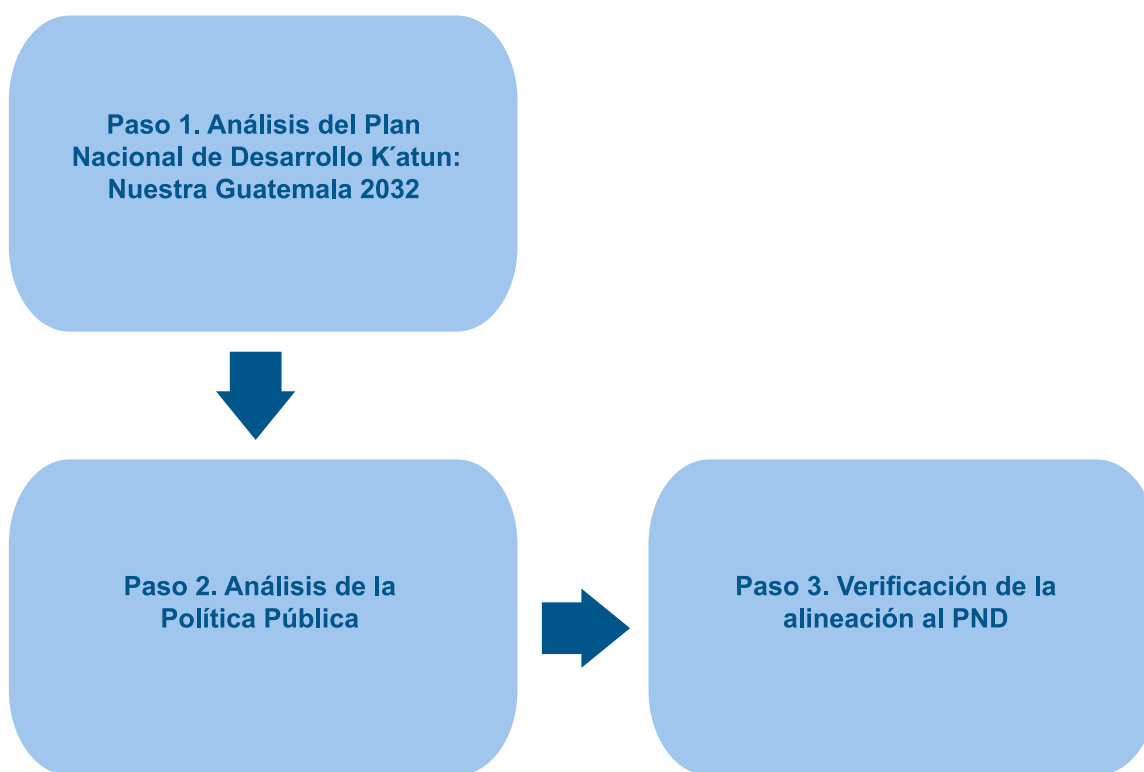 Paso 1. Análisis del Plan
Nacional de Desarrollo K´atun:
Nuestra Guatemala 2032
Paso 2. Análisis de la
Política Pública
Paso 3. Verificación de la
alineación al PND